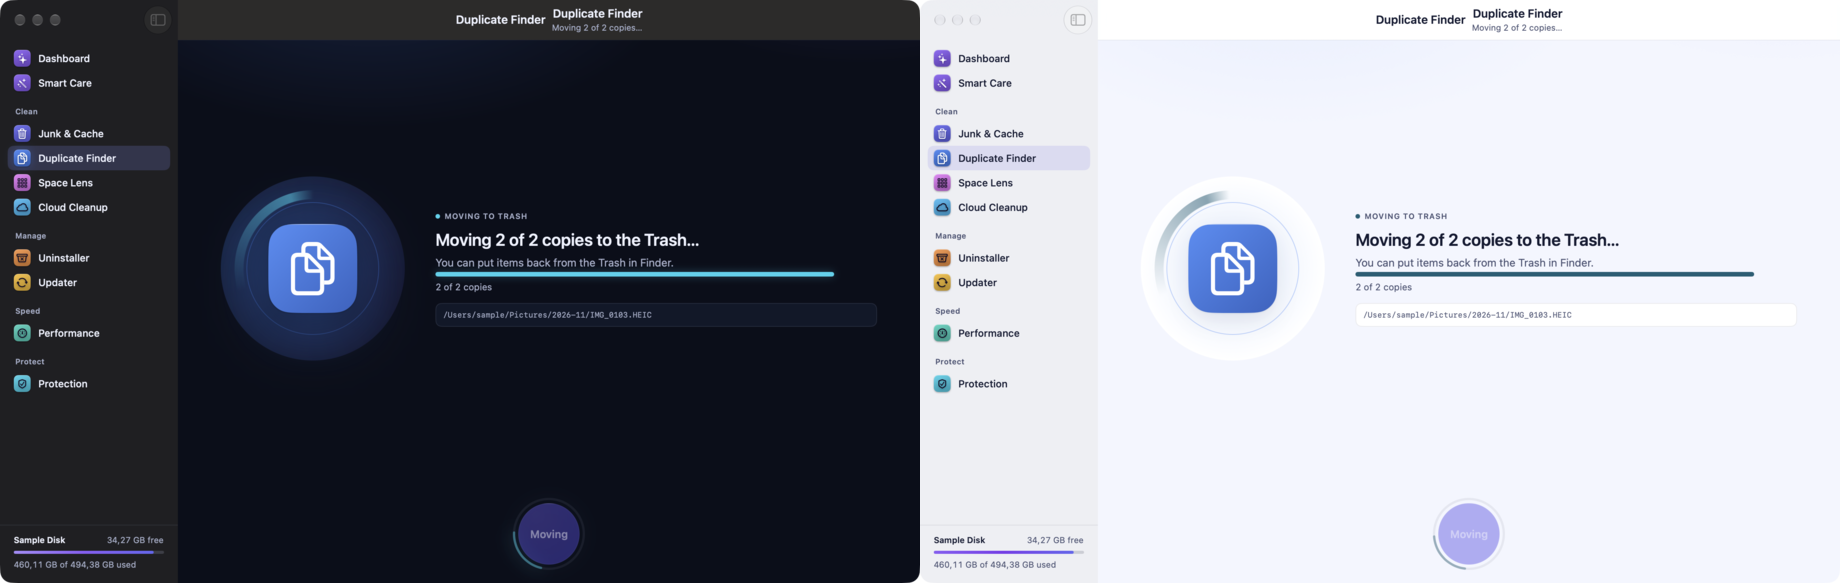 Duplicate Finder
Duplicate Finder
Moving 2 of 2 copies...
Dashboard
Smart Care
Clean
Junk & Cache
Duplicate Finder
Space Lens
Cloud Cleanup
Manage
Uninstaller
Updater
Speed
Performance
Protect
Protection
MOVING TO TRASH
Moving 2 of 2 copies to the Trash...
You can put items back from the Trash in Finder.
2 of 2 copies
/Users/sample/Pictures/2026-11/IMG_0103.HEIC
Moving
Sample Disk 34,27 GB free
460,11 GB of 494,38 GB used
Duplicate Finder
Duplicate Finder
Moving 2 of 2 copies...
Dashboard
Smart Care
Clean
Junk & Cache
Duplicate Finder
Space Lens
Cloud Cleanup
Manage
Uninstaller
Updater
Speed
Performance
Protect
Protection
MOVING TO TRASH
Moving 2 of 2 copies to the Trash...
You can put items back from the Trash in Finder.
2 of 2 copies
/Users/sample/Pictures/2026-11/IMG_0103.HEIC
Moving
Sample Disk 34,27 GB free
460,11 GB of 494,38 GB used